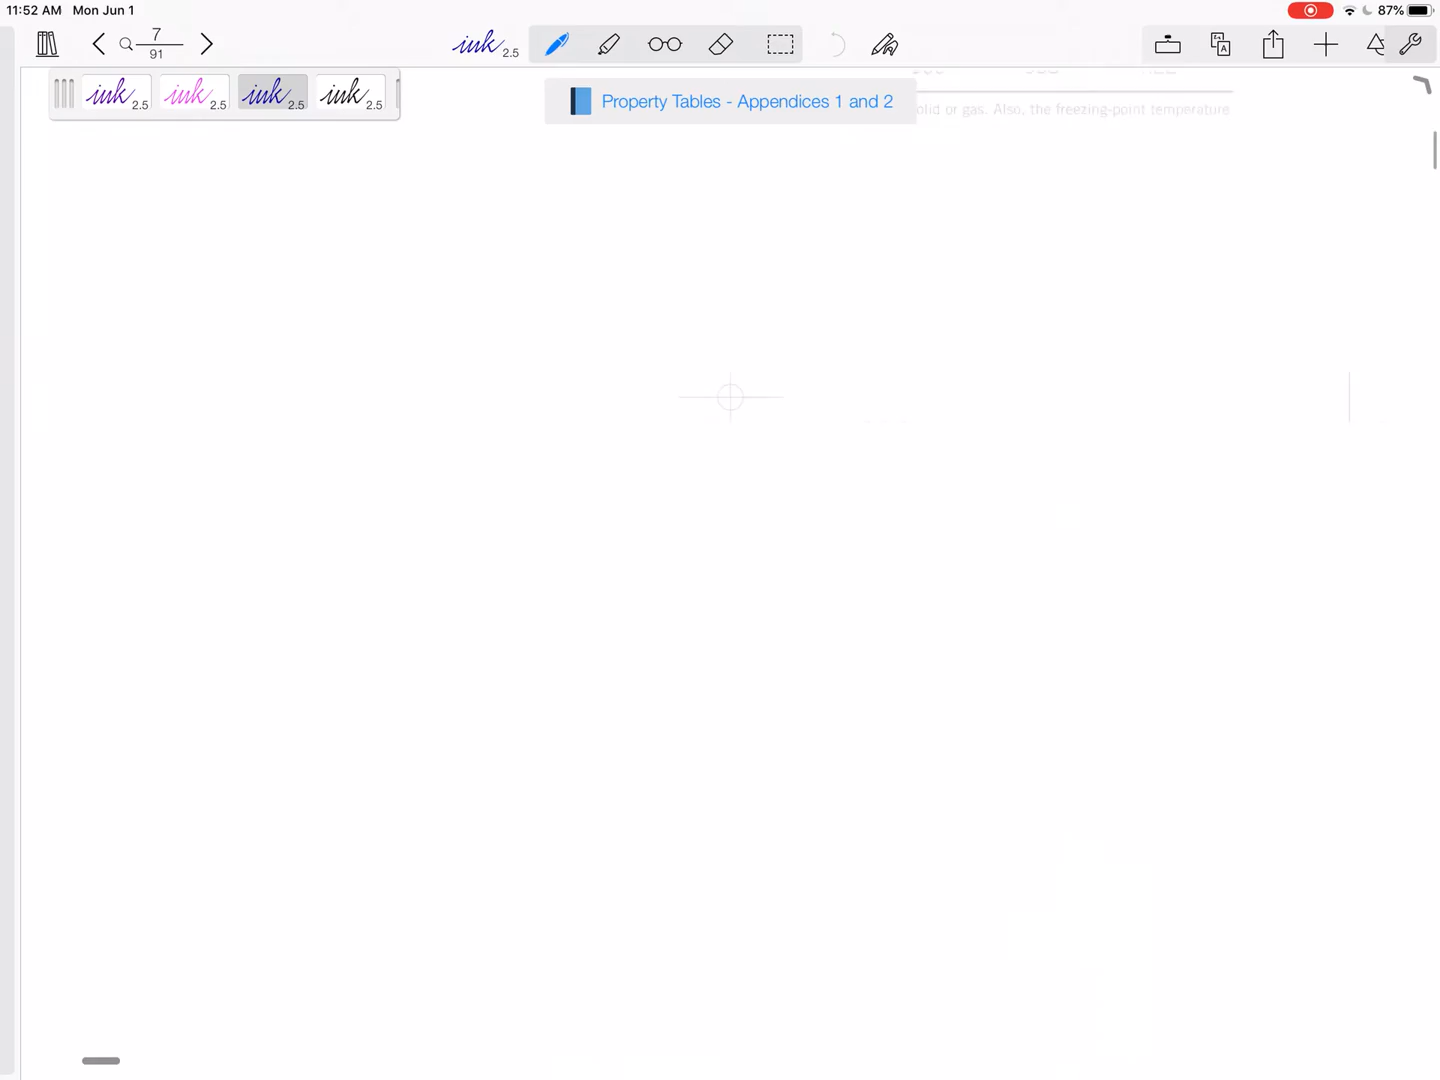 11:52 AM Mon Jun 1
87%
7
91
ink 2.5
ink 2.5 ink 2.5 ink 2.5 ink 2.5
Property Tables - Appendices 1 and 2
olid or gas. Also, the freezing-point temperature